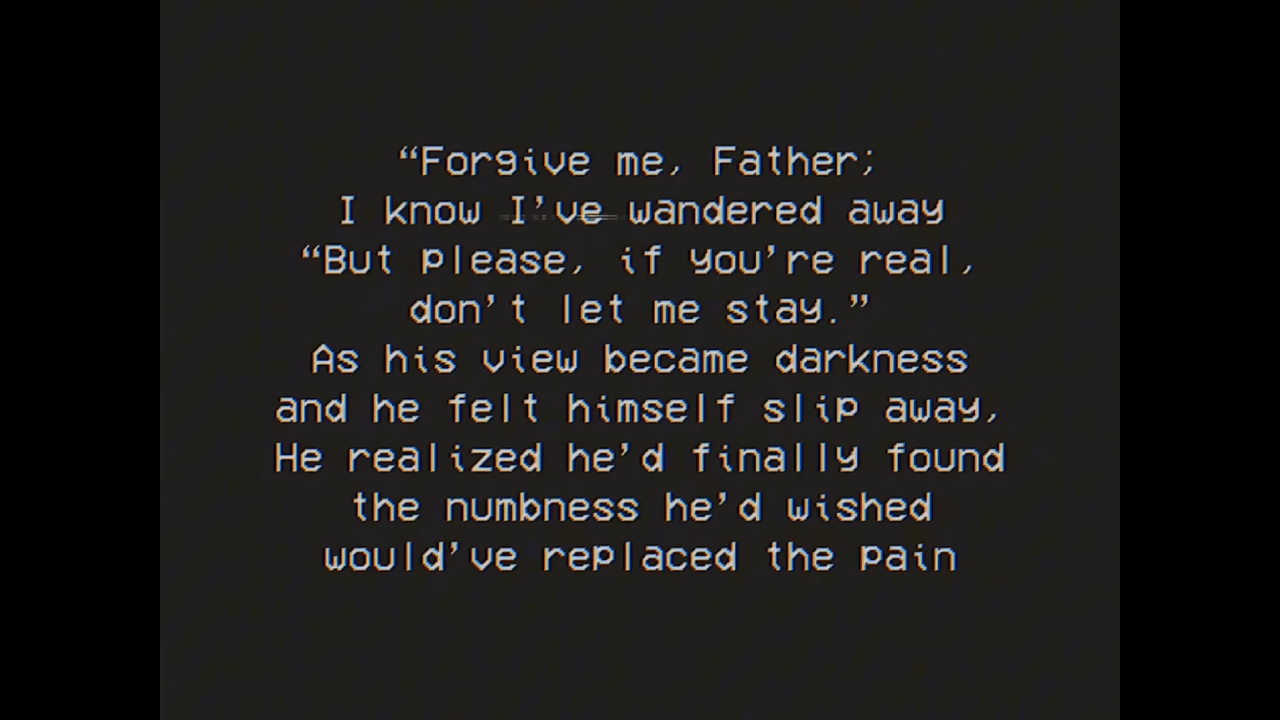 “Forgive me, Father;
I know I’ve wandered away
“But please, if you’re real,
don’t let me stay.”
As his view became darkness
and he felt himself slip away,
He realized he’d finally found
the numbness he’d wished
would’ve replaced the pain